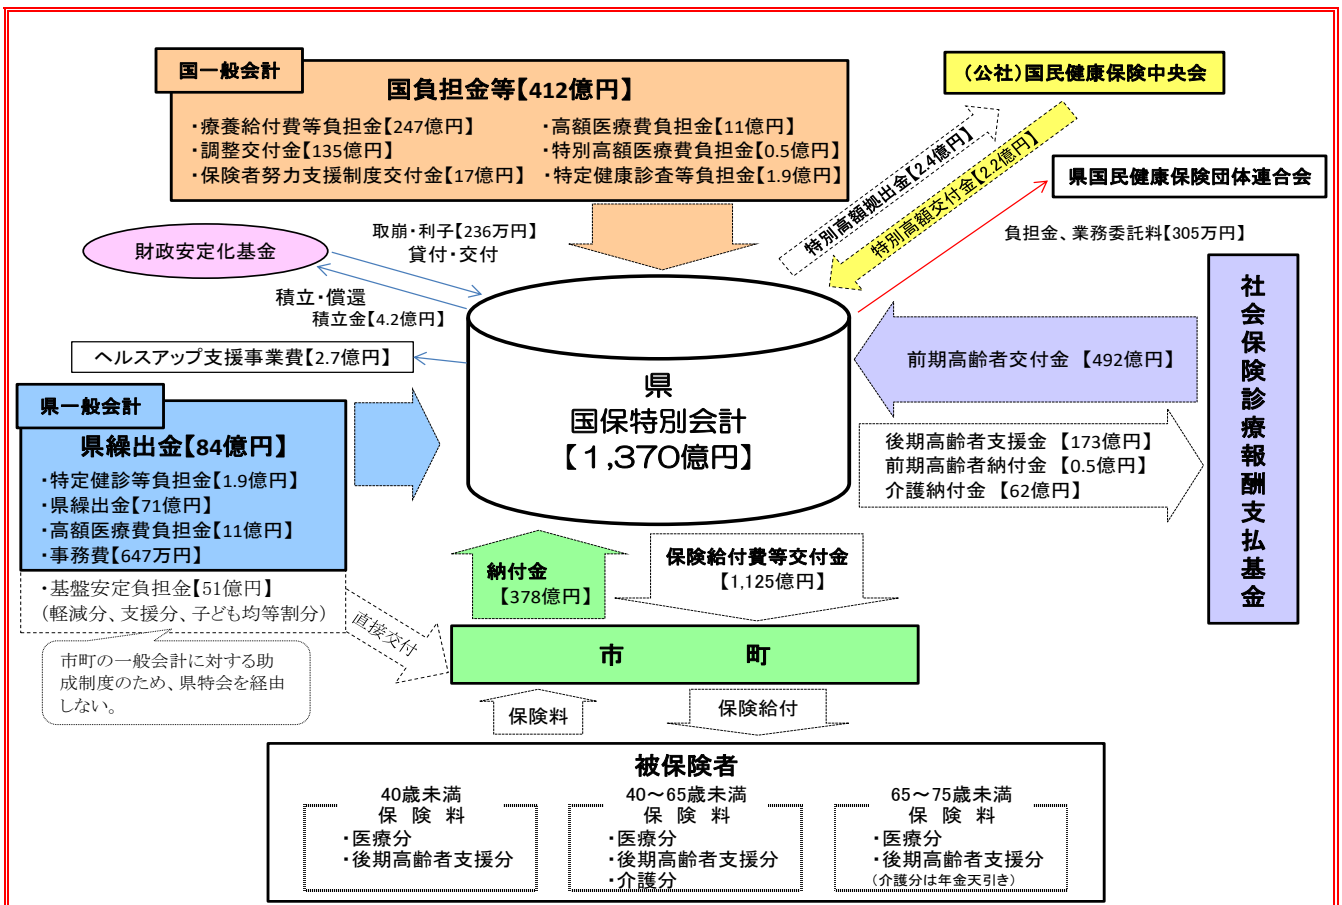 国一般会計
国負担金等【412億円】
・療養給付費等負担金【247億円】
・調整交付金【135億円】
・保険者努力支援制度交付金【17億円】
・高額医療費負担金【11億円】
・特別高額医療費負担金【0.5億円】
・特定健康診査等負担金【1.9億円】
(公社)国民健康保険中央会
特別高額拠出金【2.4億円】
特別高額交付金【2.2億円】
県国民健康保険団体連合会
負担金、業務委託料【305万円】
財政安定化基金
取崩・利子【236万円】
貸付・交付
積立・償還
積立金【4.2億円】
ヘルスアップ支援事業費【2.7億円】
県一般会計
県繰出金【84億円】
・特定健診等負担金【1.9億円】
・県繰出金【71億円】
・高額医療費負担金【11億円】
・事務費【647万円】
・基盤安定負担金【51億円】
(軽減分、支援分、子ども均等割分)
直接交付
市町の一般会計に対する助
成制度のため、県特会を経由
しない。
県
国保特別会計
【1,370億円】
前期高齢者交付金 【492億円】
後期高齢者支援金 【173億円】
前期高齢者納付金 【0.5億円】
介護納付金 【62億円】
社会保険診療報酬支払基金
納付金
【378億円】
保険給付費等交付金
【1,125億円】
市 町
保険料
保険給付
被保険者
40歳未満
保 険 料
・医療分
・後期高齢者支援分
40～65歳未満
保 険 料
・医療分
・後期高齢者支援分
・介護分
65～75歳未満
保 険 料
・医療分
・後期高齢者支援分
(介護分は年金天引き)